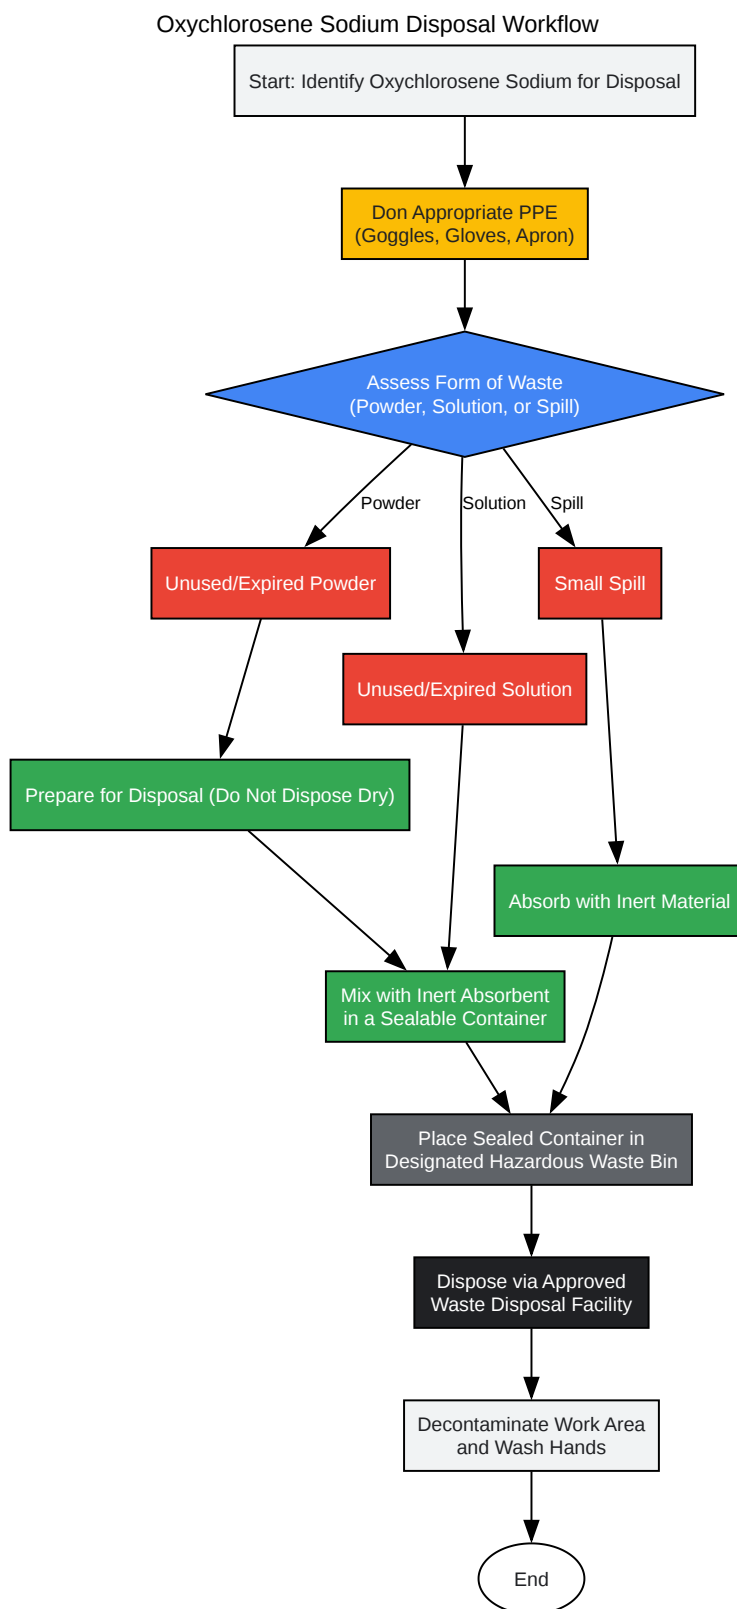 Oxychlorosene Sodium Disposal Workflow
Start: Identify Oxychlorosene Sodium for Disposal
Don Appropriate PPE
(Goggles, Gloves, Apron)
Assess Form of Waste
(Powder, Solution, or Spill)
Powder
Solution
Spill
Unused/Expired Powder
Small Spill
Unused/Expired Solution
Prepare for Disposal (Do Not Dispose Dry)
Absorb with Inert Material
Mix with Inert Absorbent
in a Sealable Container
Place Sealed Container in
Designated Hazardous Waste Bin
Dispose via Approved
Waste Disposal Facility
Decontaminate Work Area
and Wash Hands
End